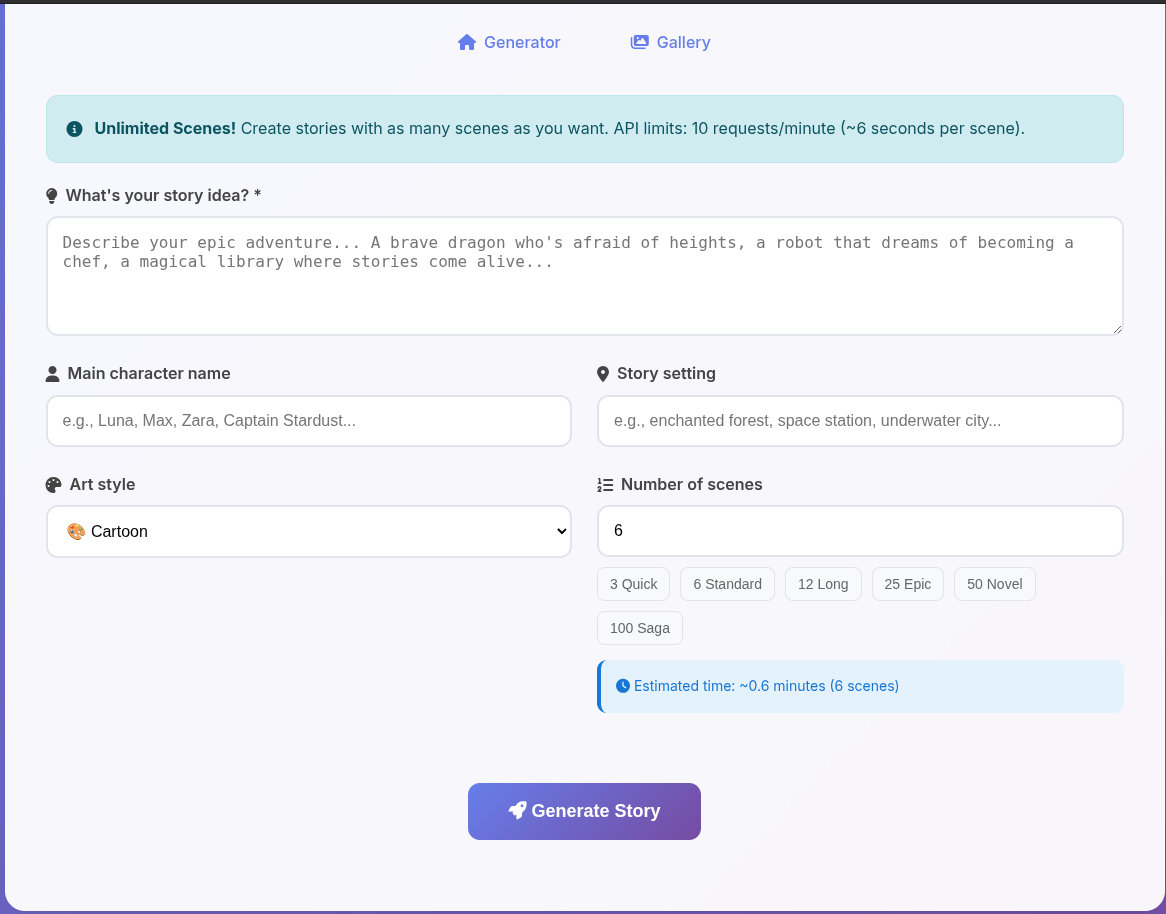 Generator
Gallery
Unlimited Scenes! Create stories with as many scenes as you want. API limits: 10 requests/minute (~6 seconds per scene).
What's your story idea? *
Describe your epic adventure... A brave dragon who's afraid of heights, a robot that dreams of becoming a
chef, a magical library where stories come alive...
Main character name
e.g., Luna, Max, Zara, Captain Stardust...
Story setting
e.g., enchanted forest, space station, underwater city...
Art style
🎨 Cartoon
Number of scenes
6
3 Quick
6 Standard
12 Long
25 Epic
50 Novel
100 Saga
Estimated time: ~0.6 minutes (6 scenes)
Generate Story